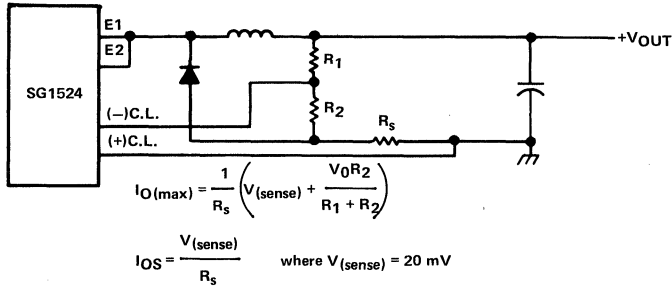 E1
E2
SG1524
(−)C.L.
(+)C.L.
R1
R2
Rs
+VOUT
IO(max) = 1/Rs (V(sense) + V0R2/R1 + R2)
IOS = V(sense)/Rs where V(sense) = 20 mV